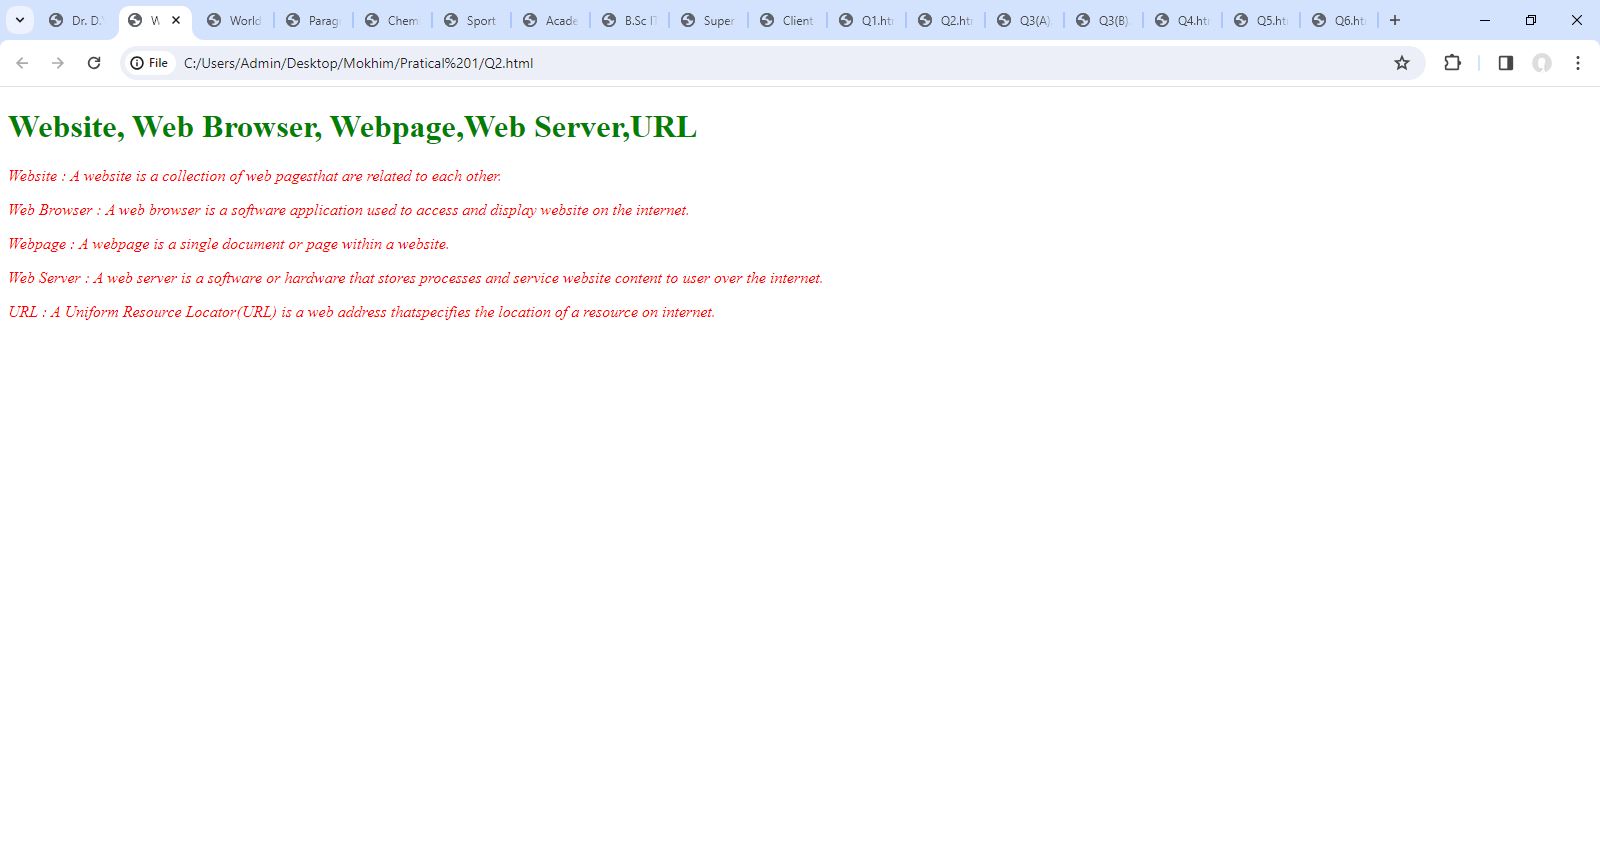 Dr. D.Y W World Paragr Chem Sport Acade B.Sc IT Super Client Q1.ht Q2.ht Q3(A). Q3(B). Q4.ht Q5.ht Q6.ht
File C:/Users/Admin/Desktop/Mokhim/Pratical%201/Q2.html
Website, Web Browser, Webpage,Web Server,URL
Website : A website is a collection of web pagesthat are related to each other.
Web Browser : A web browser is a software application used to access and display website on the internet.
Webpage : A webpage is a single document or page within a website.
Web Server : A web server is a software or hardware that stores processes and service website content to user over the internet.
URL : A Uniform Resource Locator(URL) is a web address thatspecifies the location of a resource on internet.